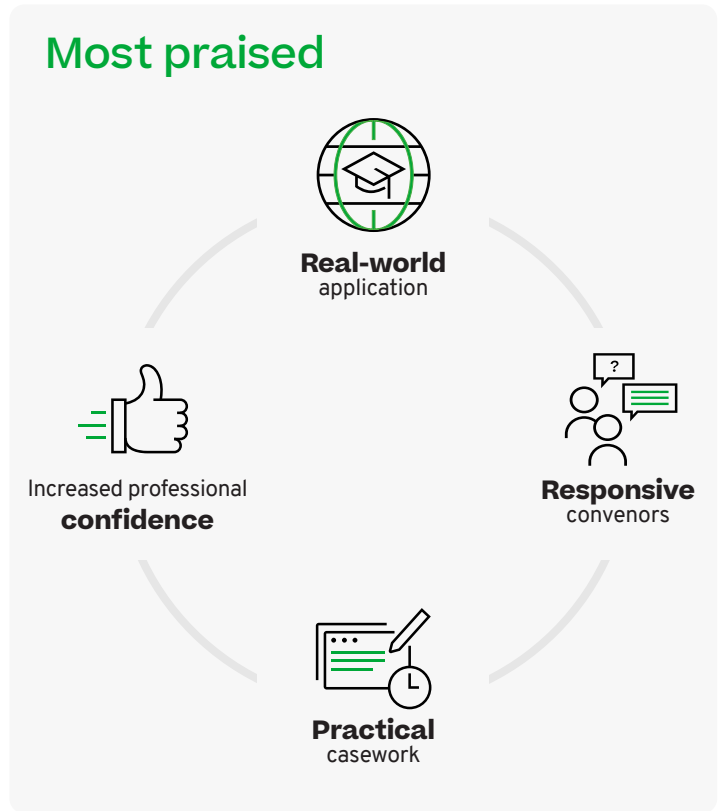 Most praised
Real-world
application
?
Responsive
convenors
Increased professional
confidence
Practical
casework